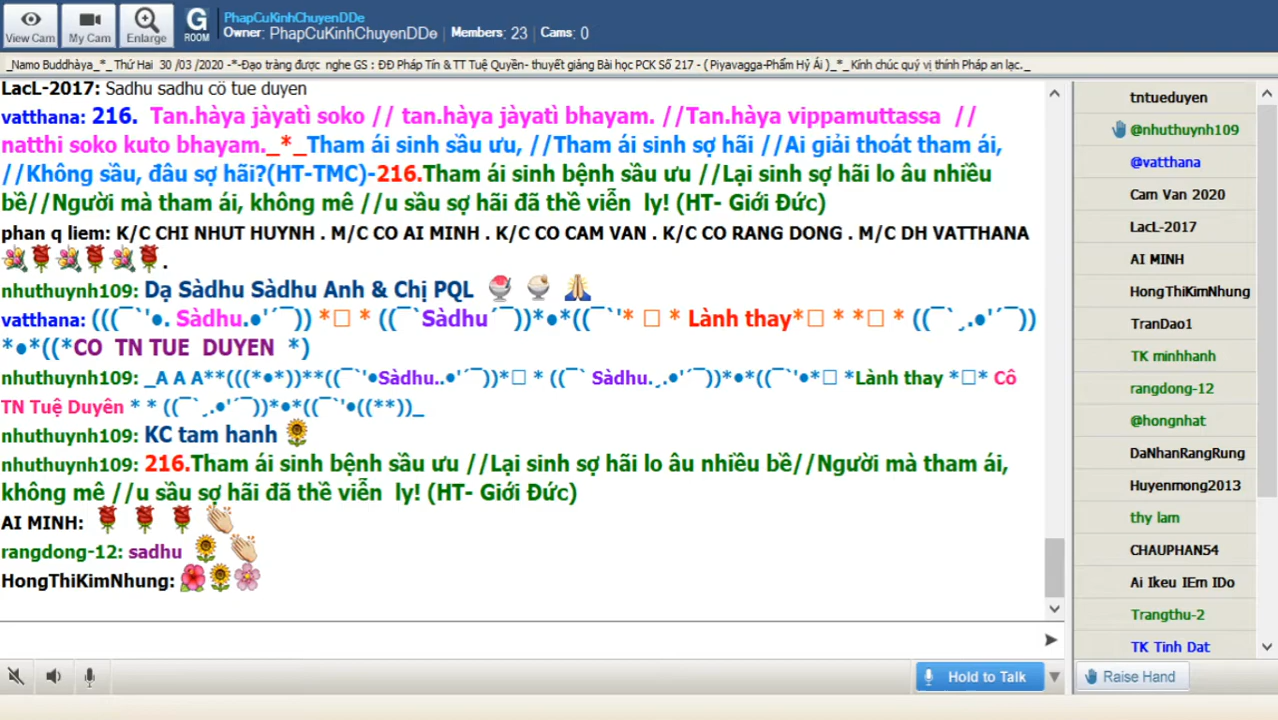 View Cam
My Cam
Enlarge
G
ROOM
PhapCuKinhChuyenDDe
Owner: PhapCuKinhChuyenDDe | Members: 23 | Cams: 0
_Namo Buddhàya_*_ Thứ Hai 30 /03 /2020 -*-Đạo tràng được nghe GS : ĐĐ Pháp Tín & TT Tuệ Quyền- thuyết giảng Bài học PCK Số 217 - ( Piyavagga-Phẩm Hỷ Ái )_*_ Kính chúc quý vị thính Pháp an lạc._
LacL-2017: Sadhu sadhu cö tue duyen
vatthana: 216. Tan.hàya jàyatì soko // tan.hàya jàyatì bhayam. //Tan.hàya vippamuttassa //
natthi soko kuto bhayam._*_Tham ái sinh sầu ưu, //Tham ái sinh sợ hãi //Ai giải thoát tham ái,
//Không sầu, đâu sợ hãi?(HT-TMC)-216.Tham ái sinh bệnh sầu ưu //Lại sinh sợ hãi lo âu nhiều
bề//Người mà tham ái, không mê //u sầu sợ hãi đã thề viễn ly! (HT- Giới Đức)
phan q liem: K/C CHI NHUT HUYNH . M/C CO AI MINH . K/C CO CAM VAN . K/C CO RANG DONG . M/C DH VATTHANA
.
nhuthuynh109: Dạ Sàdhu Sàdhu Anh & Chị PQL
vatthana: (((¯`'●. Sàdhu.●'´¯)) *□ * ((¯`Sàdhu´¯))*●*((¯`'* □ * Lành thay*□ * *□ * ((¯`¸.●'´¯))
*●*((*CO TN TUE DUYEN *)
nhuthuynh109: _A A A**(((*●*))**((¯`'●Sàdhu..●'´¯))*□ * ((¯` Sàdhu.¸.●'´¯))*●*((¯`'●*□ *Lành thay *□* Cô
TN Tuệ Duyên * * ((¯`¸.●'´¯))*●*((¯`'●((**))_
nhuthuynh109: KC tam hanh
nhuthuynh109: 216.Tham ái sinh bệnh sầu ưu //Lại sinh sợ hãi lo âu nhiều bề//Người mà tham ái,
không mê //u sầu sợ hãi đã thề viễn ly! (HT- Giới Đức)
AI MINH:
rangdong-12: sadhu
HongThiKimNhung:
Hold to Talk
tntueduyen
@nhuthuynh109
@vatthana
Cam Van 2020
LacL-2017
AI MINH
HongThiKimNhung
TranDao1
TK minhhanh
rangdong-12
@hongnhat
DaNhanRangRung
Huyenmong2013
thy lam
CHAUPHAN54
Ai Ikeu IEm IDo
Trangthu-2
TK Tinh Dat
Raise Hand